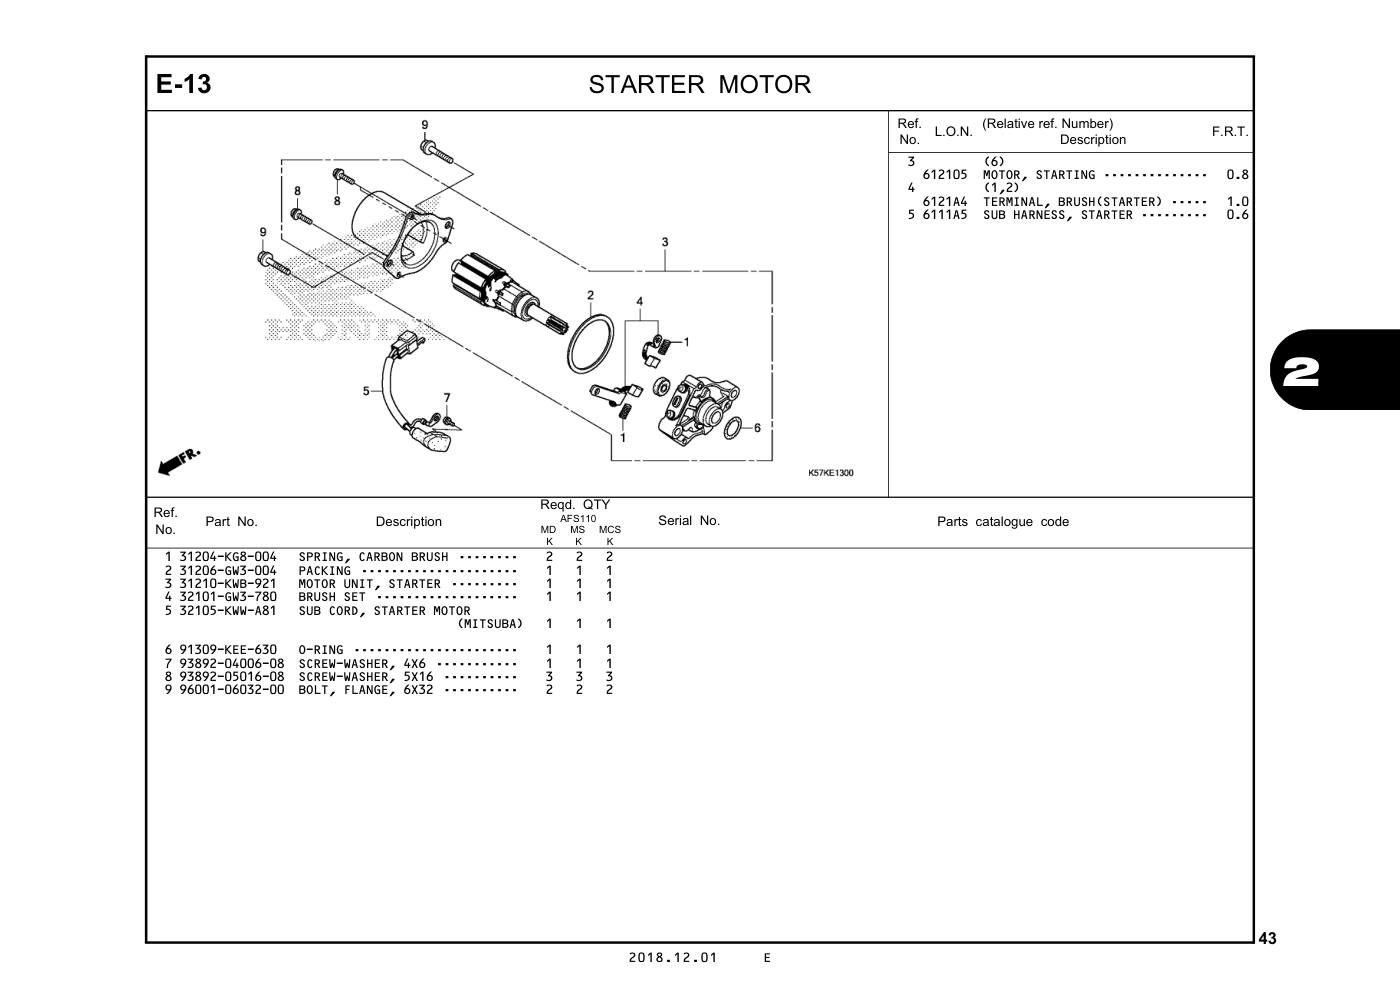 E-13 STARTER MOTOR
9
8
8
9
3
2
4
1
5
7
1
6
HONDA
FR.
K57KE1300
Ref. No. L.O.N. (Relative ref. Number) Description F.R.T.
3 (6)
6121O5 MOTOR, STARTING -------------- 0.8
4 (1,2)
6121A4 TERMINAL, BRUSH(STARTER) ----- 1.0
5 6111A5 SUB HARNESS, STARTER --------- 0.6
2
Ref. No. Part No. Description Reqd. QTY Serial No. Parts catalogue code
AFS110
MD MS MCS
K K K
1 31204-KG8-004 SPRING, CARBON BRUSH -------- 2 2 2
2 31206-GW3-004 PACKING --------------------- 1 1 1
3 31210-KWB-921 MOTOR UNIT, STARTER --------- 1 1 1
4 32101-GW3-780 BRUSH SET ------------------- 1 1 1
5 32105-KWW-A81 SUB CORD, STARTER MOTOR
(MITSUBA) 1 1 1
6 91309-KEE-630 O-RING ---------------------- 1 1 1
7 93892-04006-08 SCREW-WASHER, 4X6 ----------- 1 1 1
8 93892-05016-08 SCREW-WASHER, 5X16 ---------- 3 3 3
9 96001-06032-00 BOLT, FLANGE, 6X32 ---------- 2 2 2
43
2018.12.01 E